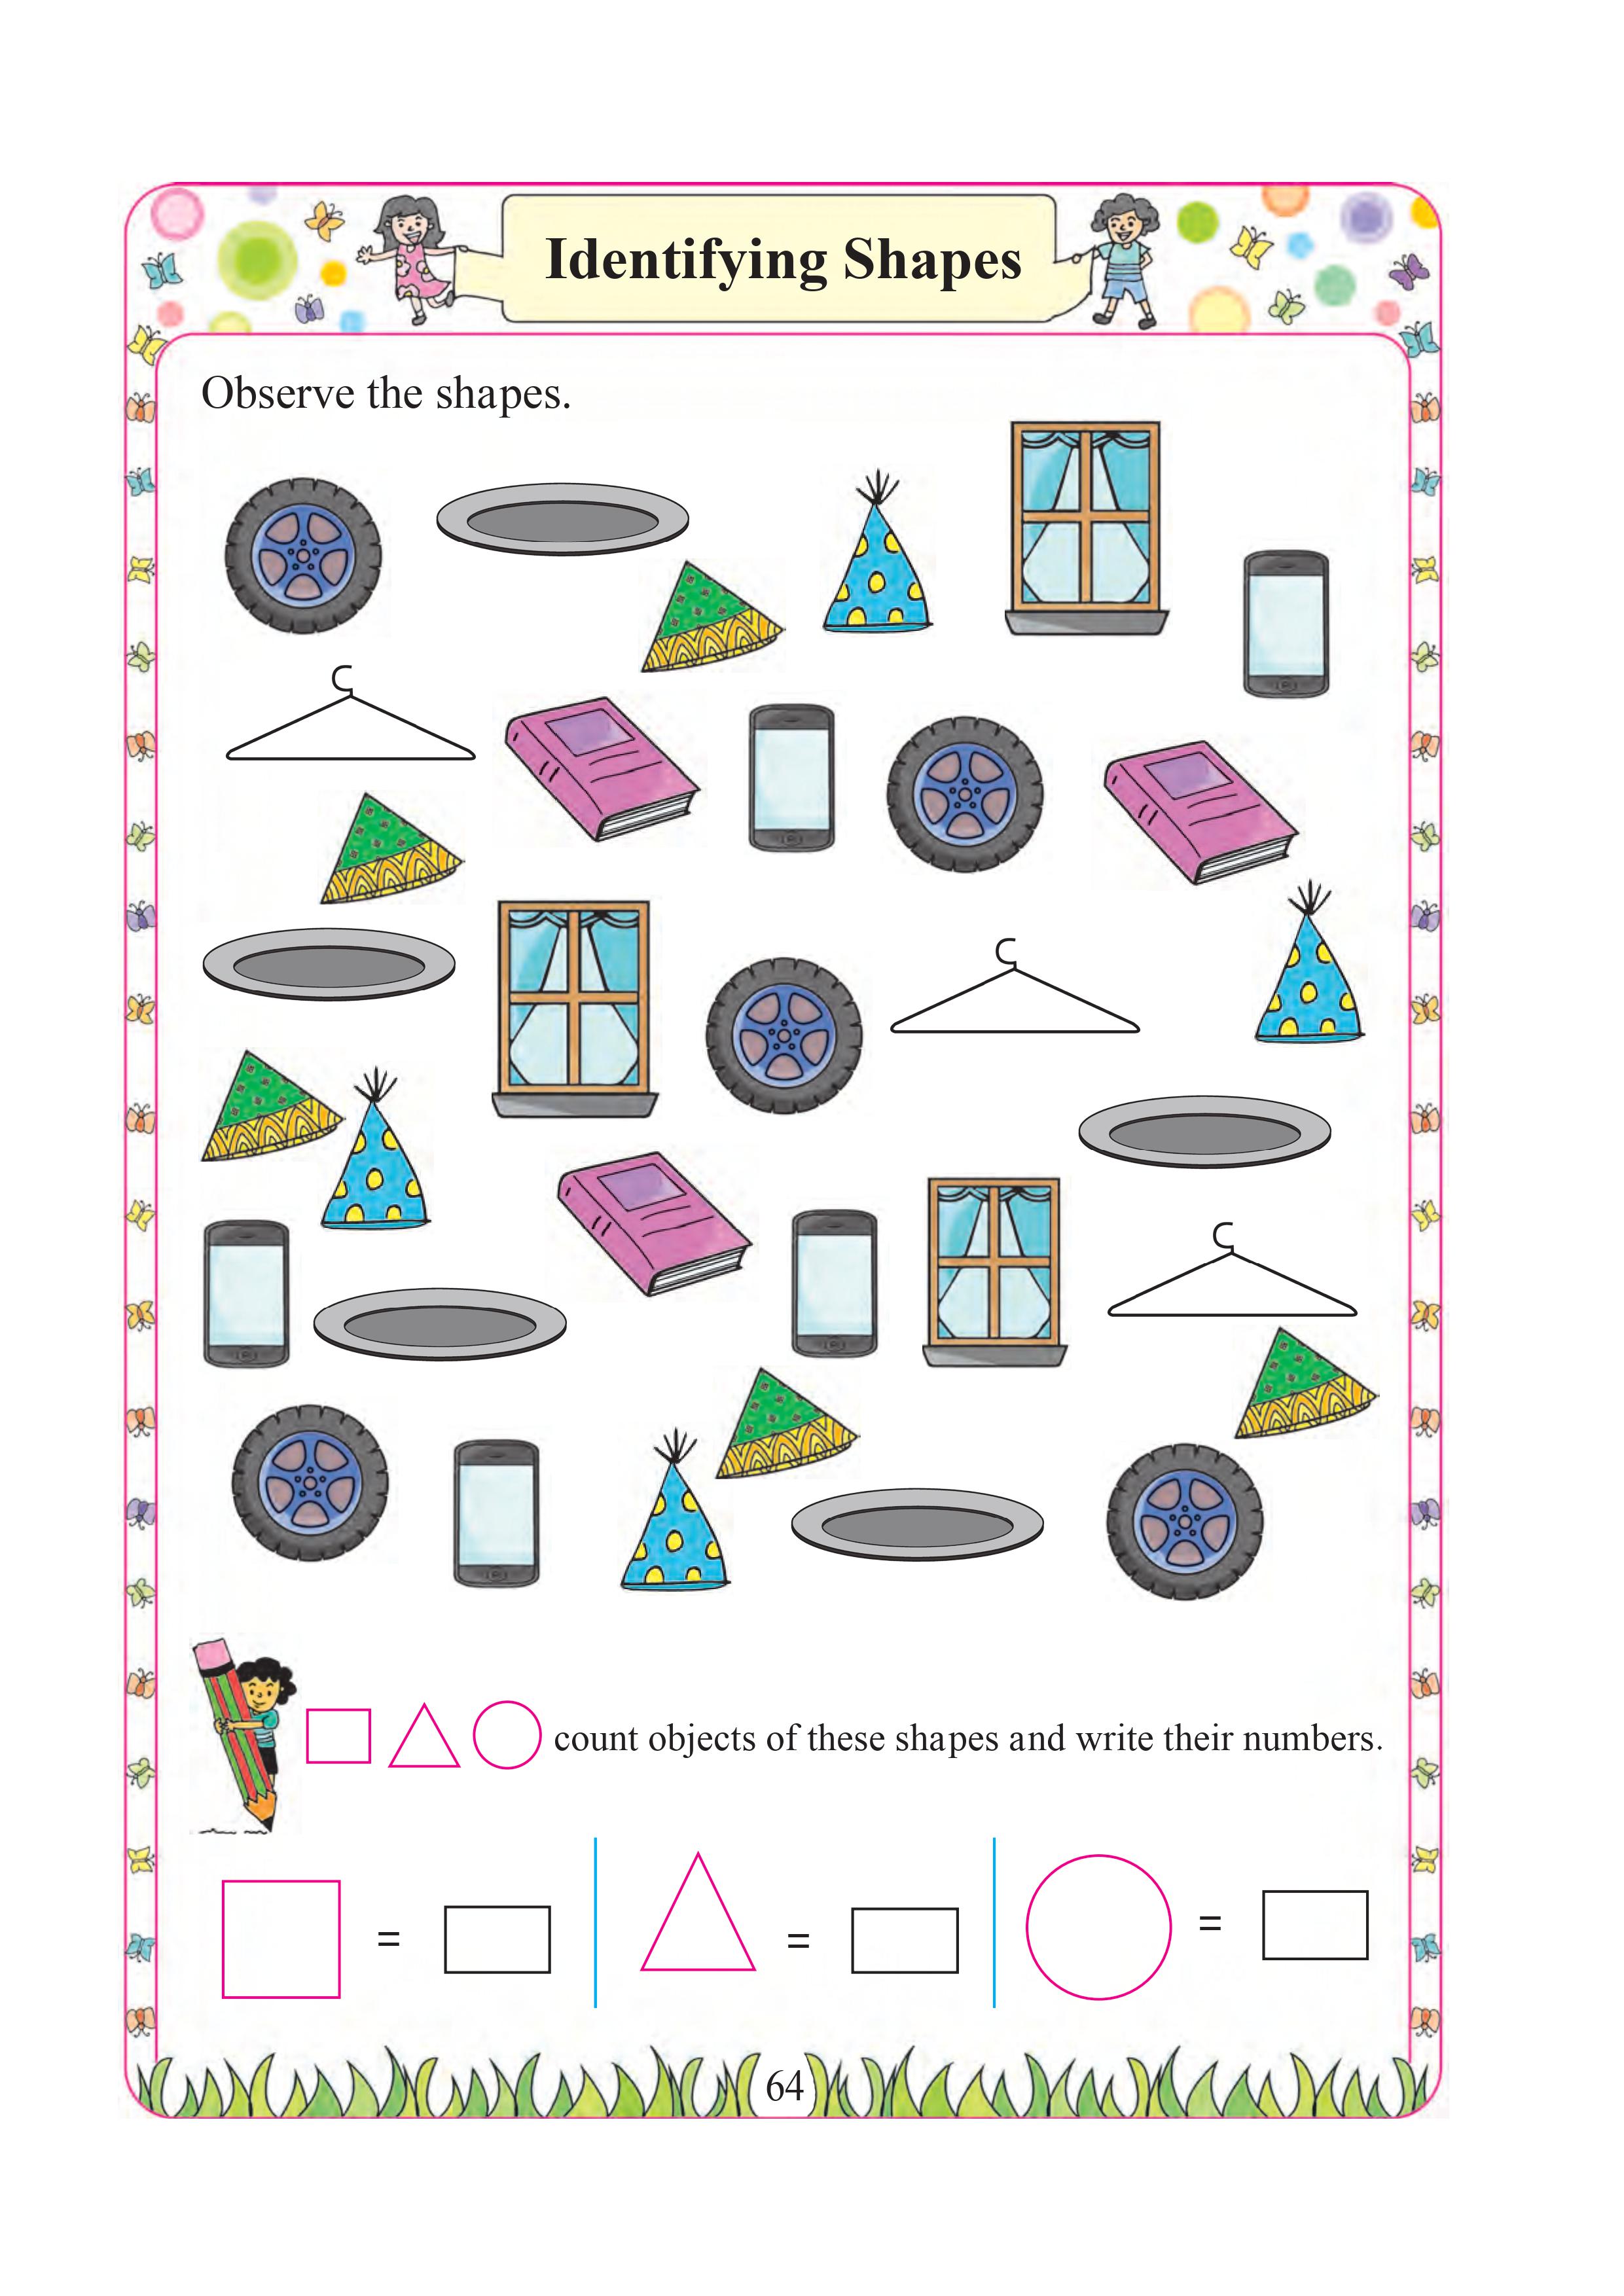 Identifying Shapes
Observe the shapes.
count objects of these shapes and write their numbers.
=
=
=
64